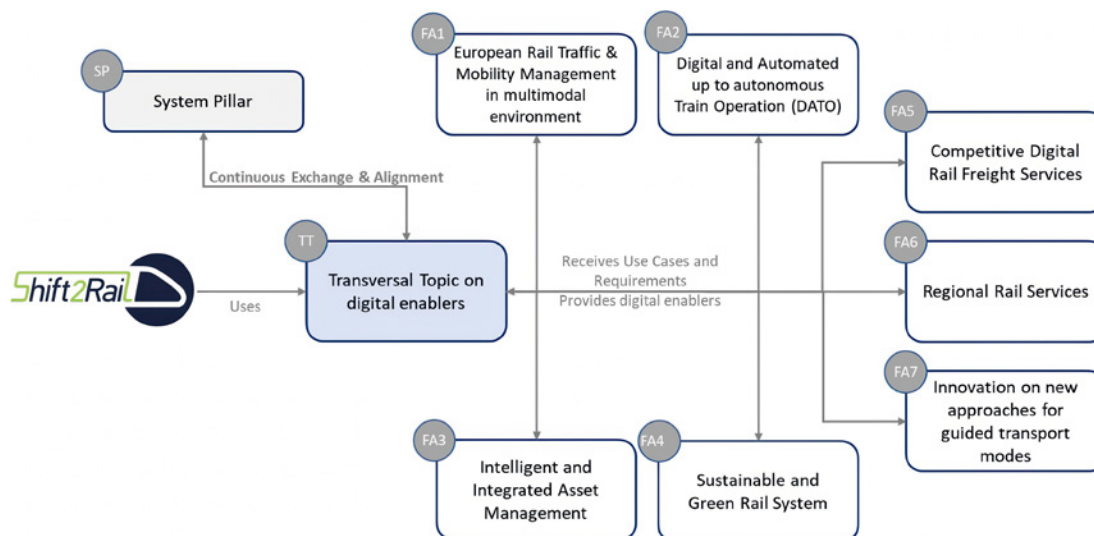 FA1
European Rail Traffic &
Mobility Management
in multimodal
environment
FA2
Digital and Automated
up to autonomous
Train Operation (DATO)
SP
System Pillar
FA5
Competitive Digital
Rail Freight Services
Continuous Exchange & Alignment
TT
Transversal Topic on
digital enablers
Shift2Rail
Uses
Receives Use Cases and
Requirements
Provides digital enablers
FA6
Regional Rail Services
FA7
Innovation on new
approaches for
guided transport
modes
FA3
Intelligent and
Integrated Asset
Management
FA4
Sustainable and
Green Rail System